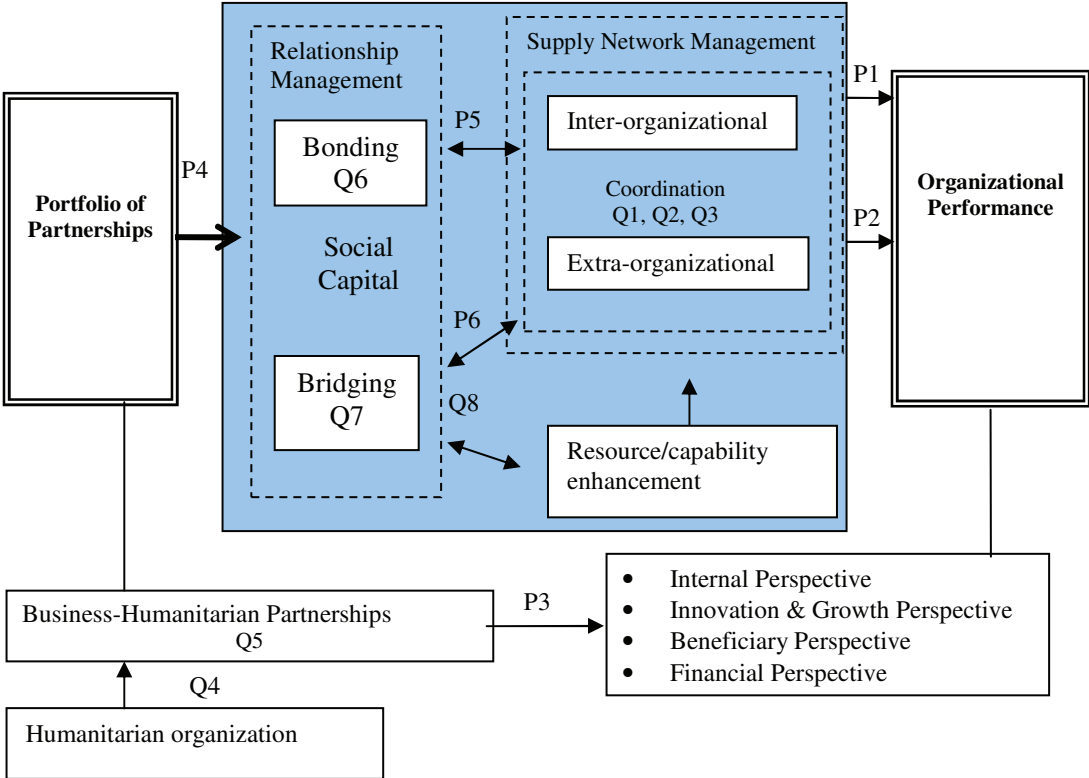 Relationship
Management
Supply Network Management
P1
P4
P5
Bonding
Q6
Inter-organizational
Portfolio of
Partnerships
Coordination
Q1, Q2, Q3
Organizational
Performance
P2
Social
Capital
Extra-organizational
P6
Bridging
Q7
Q8
Resource/capability
enhancement
Business-Humanitarian Partnerships
Q5
P3
• Internal Perspective
• Innovation & Growth Perspective
• Beneficiary Perspective
• Financial Perspective
Q4
Humanitarian organization